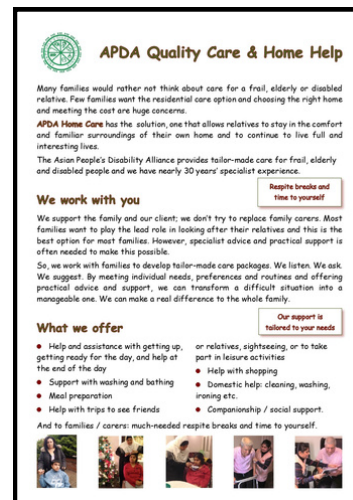 APDA Quality Care & Home Help
Many families would rather not think about care for a frail, elderly or disabled
relative. Few families want the residential care option and choosing the right home
and meeting the cost are huge concerns.
APDA Home Care has the solution, one that allows relatives to stay in the comfort
and familiar surroundings of their own home and to continue to live full and
interesting lives.
The Asian People's Disability Alliance provides tailor-made care for frail, elderly
and disabled people and we have nearly 30 years' specialist experience.
Respite breaks and
time to yourself
We work with you
We support the family and our client; we don't try to replace family carers. Most
families want to play the lead role in looking after their relatives and this is the
best option for most families. However, specialist advice and practical support is
often needed to make this possible.
So, we work with families to develop tailor-made care packages. We listen. We ask.
We suggest. By meeting individual needs, preferences and routines and offering
practical advice and support, we can transform a difficult situation into a
manageable one. We can make a real difference to the whole family.
Our support is
tailored to your needs
What we offer
• Help and assistance with getting up,
getting ready for the day, and help at
the end of the day
• Support with washing and bathing
• Meal preparation
• Help with trips to see friends
or relatives, sightseeing, or to take
part in leisure activities
• Help with shopping
• Domestic help: cleaning, washing,
ironing etc.
• Companionship / social support.
And to families / carers: much-needed respite breaks and time to yourself.